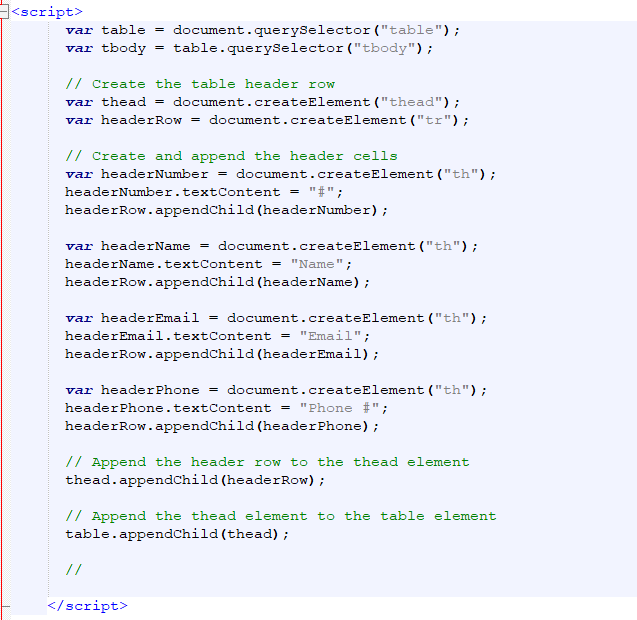 <script>
var table = document.querySelector("table");
var tbody = table.querySelector("tbody");
// Create the table header row
var thead = document.createElement("thead");
var headerRow = document.createElement("tr");
// Create and append the header cells
var headerNumber = document.createElement("th");
headerNumber.textContent = "#";
headerRow.appendChild(headerNumber);
var headerName = document.createElement("th");
headerName.textContent = "Name";
headerRow.appendChild(headerName);
var headerEmail = document.createElement("th");
headerEmail.textContent = "Email";
headerRow.appendChild(headerEmail);
var headerPhone = document.createElement("th");
headerPhone.textContent = "Phone #";
headerRow.appendChild(headerPhone);
// Append the header row to the thead element
thead.appendChild(headerRow);
// Append the thead element to the table element
table.appendChild(thead);
//
</script>